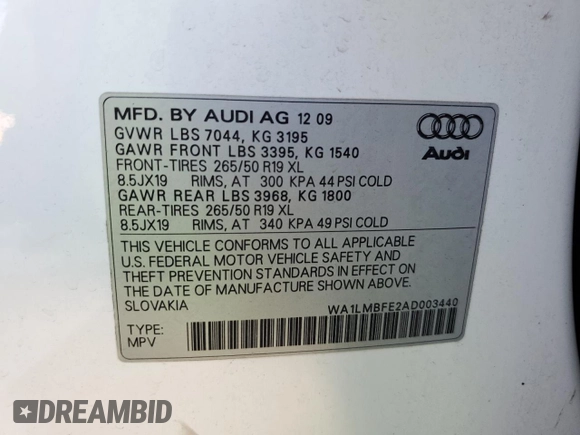 MFD. BY AUDI AG 12 09
GVWR LBS 7044, KG 3195
GAWR FRONT LBS 3395, KG 1540
FRONT-TIRES 265/50 R19 XL
8.5JX19 RIMS, AT 300 KPA 44 PSI COLD
GAWR REAR LBS 3968, KG 1800
REAR-TIRES 265/50 R19 XL
8.5JX19 RIMS, AT 340 KPA 49 PSI COLD
Audi
THIS VEHICLE CONFORMS TO ALL APPLICABLE
U.S. FEDERAL MOTOR VEHICLE SAFETY AND
THEFT PREVENTION STANDARDS IN EFFECT ON
THE DATE OF MANUFACTURE SHOWN ABOVE.
SLOVAKIA WA1LMBFE2AD003440
TYPE:
MPV
DREAMBID